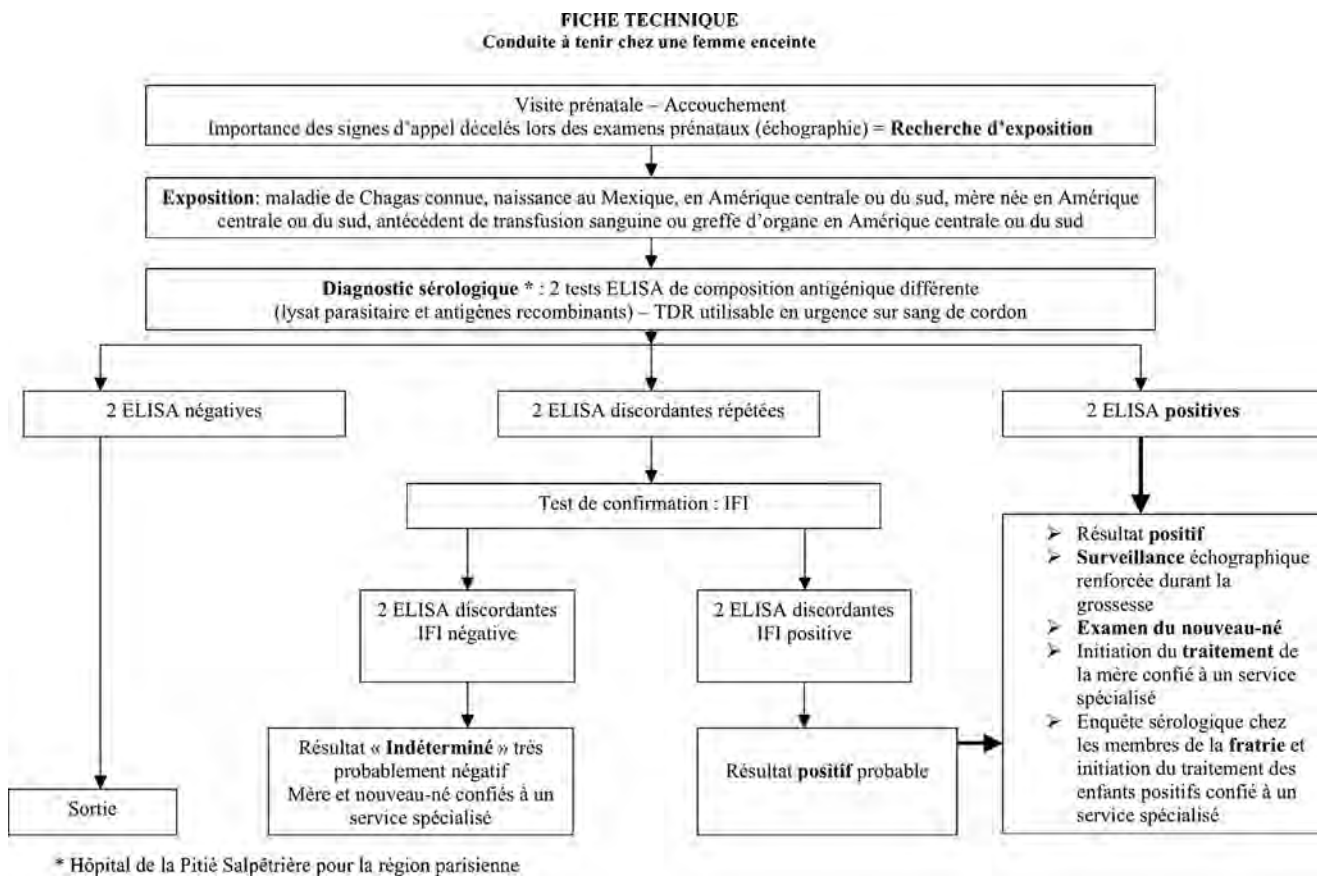 FICHE TECHNIQUE
Conduite à tenir chez une femme enceinte
Visite prénatale – Accouchement
Importance des signes d'appel décelés lors des examens prénataux (échographie) = Recherche d'exposition
Exposition: maladie de Chagas connue, naissance au Mexique, en Amérique centrale ou du sud, mère née en Amérique
centrale ou du sud, antécédent de transfusion sanguine ou greffe d'organe en Amérique centrale ou du sud
Diagnostic sérologique * : 2 tests ELISA de composition antigénique différente
(lysat parasitaire et antigènes recombinants) – TDR utilisable en urgence sur sang de cordon
2 ELISA négatives
2 ELISA discordantes répétées
2 ELISA positives
Test de confirmation : IFI
2 ELISA discordantes
IFI négative
2 ELISA discordantes
IFI positive
➢ Résultat positif
➢ Surveillance échographique
renforcée durant la
grossesse
➢ Examen du nouveau-né
➢ Initiation du traitement de
la mère confié à un service
spécialisé
➢ Enquête sérologique chez
les membres de la fratrie et
initiation du traitement des
enfants positifs confié à un
service spécialisé
Résultat « Indéterminé » très
probablement négatif
Mère et nouveau-né confiés à un
service spécialisé
Résultat positif probable
Sortie
* Hôpital de la Pitié Salpêtrière pour la région parisienne